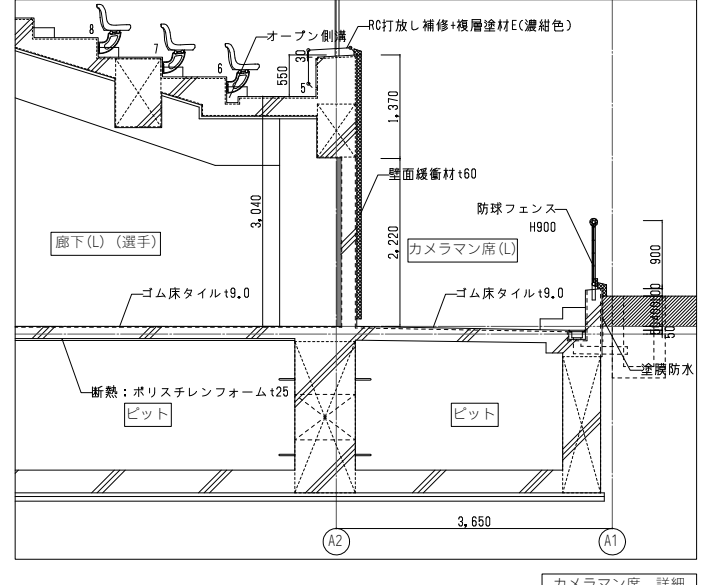 8
7
6
オープン側溝
RC打放し補修+複層塗材E(濃紺色)
30
550
5
1,370
壁面緩衝材t60
防球フェンス
H900
3,040
2,220
900
廊下(L) (選手)
カメラマン席(L)
ゴム床タイルt9.0
ゴム床タイルt9.0
50
塗膜防水
断熱:ポリスチレンフォームt25
ピット
ピット
3,650
A2
A1
カメラマン席 詳細